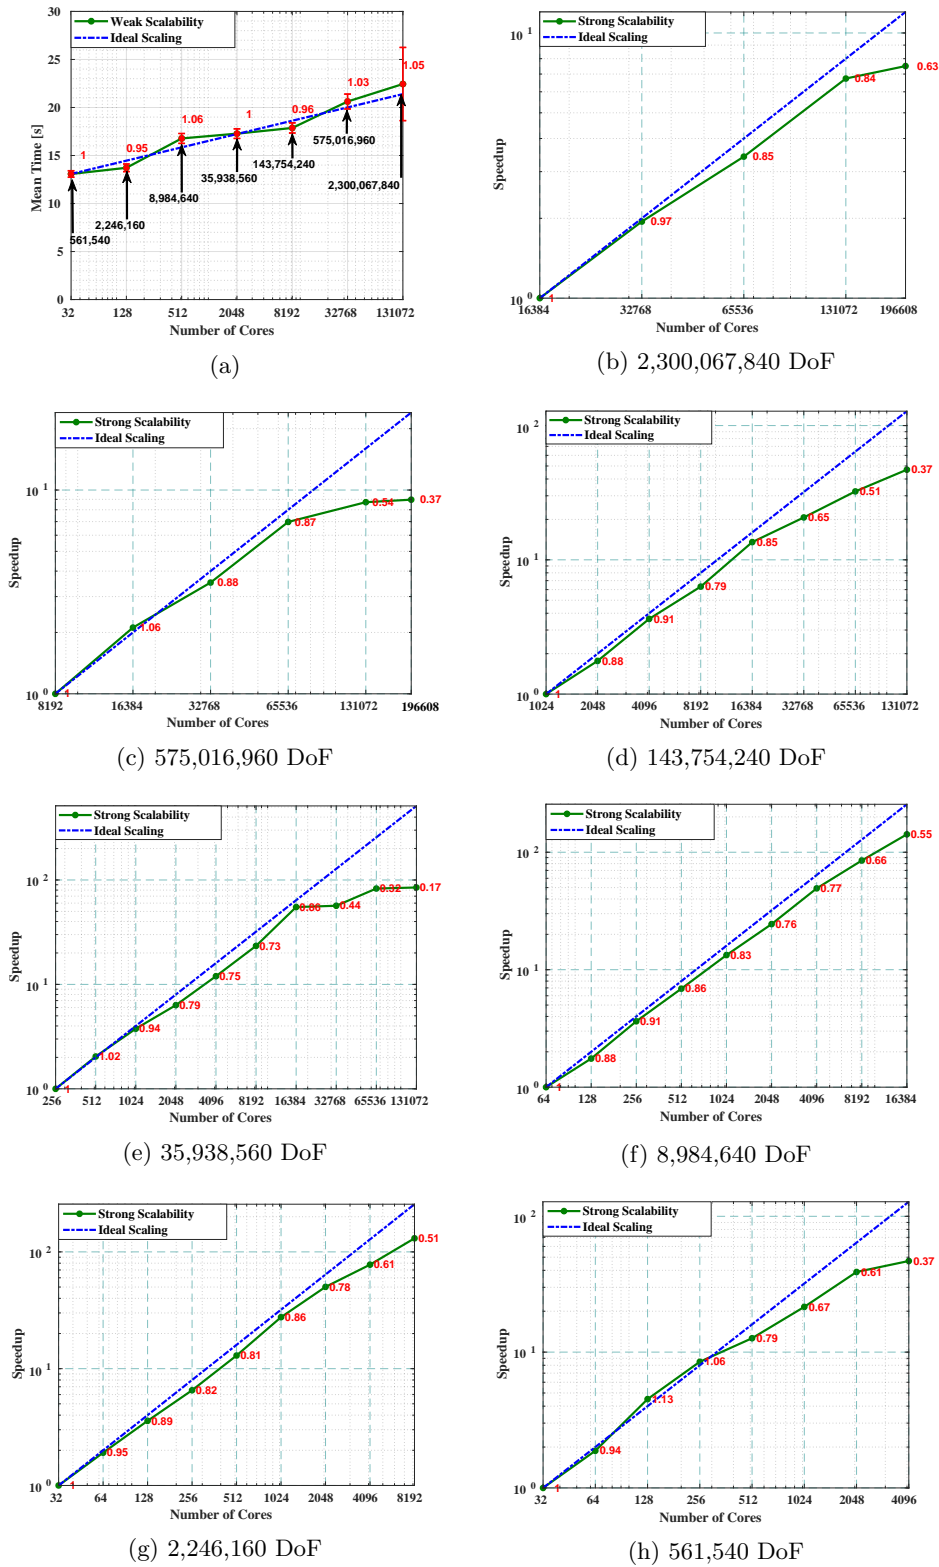 Weak Scalability
Ideal Scaling
Mean Time [s]
30
25
20
15
10
5
0
1
0.95
1.06
1
0.96
1.03
1.05
561,540
2,246,160
8,984,640
35,938,560
143,754,240
575,016,960
2,300,067,840
32 128 512 2048 8192 32768 131072
Number of Cores
(a)
Strong Scalability
Ideal Scaling
Speedup
10^1
10^0
1
0.97
0.85
0.84
0.63
16384 32768 65536 131072 196608
Number of Cores
(b) 2,300,067,840 DoF
Strong Scalability
Ideal Scaling
Speedup
10^1
10^0
1
1.06
0.88
0.87
0.54
0.37
8192 16384 32768 65536 131072 196608
Number of Cores
(c) 575,016,960 DoF
Strong Scalability
Ideal Scaling
Speedup
10^2
10^1
10^0
1
0.88
0.91
0.79
0.85
0.65
0.51
0.37
1024 2048 4096 8192 16384 32768 65536 131072
Number of Cores
(d) 143,754,240 DoF
Strong Scalability
Ideal Scaling
Speedup
10^2
10^1
10^0
1
1.02
0.94
0.79
0.75
0.73
0.86
0.44
0.32
0.17
256 512 1024 2048 4096 8192 16384 32768 65536 131072
Number of Cores
(e) 35,938,560 DoF
Strong Scalability
Ideal Scaling
Speedup
10^2
10^1
10^0
1
0.88
0.91
0.86
0.83
0.76
0.77
0.66
0.55
64 128 256 512 1024 2048 4096 8192 16384
Number of Cores
(f) 8,984,640 DoF
Strong Scalability
Ideal Scaling
Speedup
10^2
10^1
10^0
1
0.95
0.89
0.82
0.81
0.86
0.78
0.61
0.51
32 64 128 256 512 1024 2048 4096 8192
Number of Cores
(g) 2,246,160 DoF
Strong Scalability
Ideal Scaling
Speedup
10^2
10^1
10^0
1
0.94
1.13
1.06
0.79
0.67
0.61
0.37
32 64 128 256 512 1024 2048 4096
Number of Cores
(h) 561,540 DoF